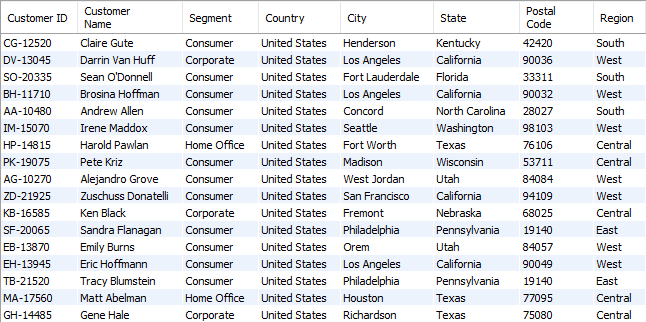 Customer ID Customer Name Segment Country City State Postal Code Region
CG-12520 Claire Gute Consumer United States Henderson Kentucky 42420 South
DV-13045 Darrin Van Huff Corporate United States Los Angeles California 90036 West
SO-20335 Sean O'Donnell Consumer United States Fort Lauderdale Florida 33311 South
BH-11710 Brosina Hoffman Consumer United States Los Angeles California 90032 West
AA-10480 Andrew Allen Consumer United States Concord North Carolina 28027 South
IM-15070 Irene Maddox Consumer United States Seattle Washington 98103 West
HP-14815 Harold Pawlan Home Office United States Fort Worth Texas 76106 Central
PK-19075 Pete Kriz Consumer United States Madison Wisconsin 53711 Central
AG-10270 Alejandro Grove Consumer United States West Jordan Utah 84084 West
ZD-21925 Zuschuss Donatelli Consumer United States San Francisco California 94109 West
KB-16585 Ken Black Corporate United States Fremont Nebraska 68025 Central
SF-20065 Sandra Flanagan Consumer United States Philadelphia Pennsylvania 19140 East
EB-13870 Emily Burns Consumer United States Orem Utah 84057 West
EH-13945 Eric Hoffmann Consumer United States Los Angeles California 90049 West
TB-21520 Tracy Blumstein Consumer United States Philadelphia Pennsylvania 19140 East
MA-17560 Matt Abelman Home Office United States Houston Texas 77095 Central
GH-14485 Gene Hale Corporate United States Richardson Texas 75080 Central